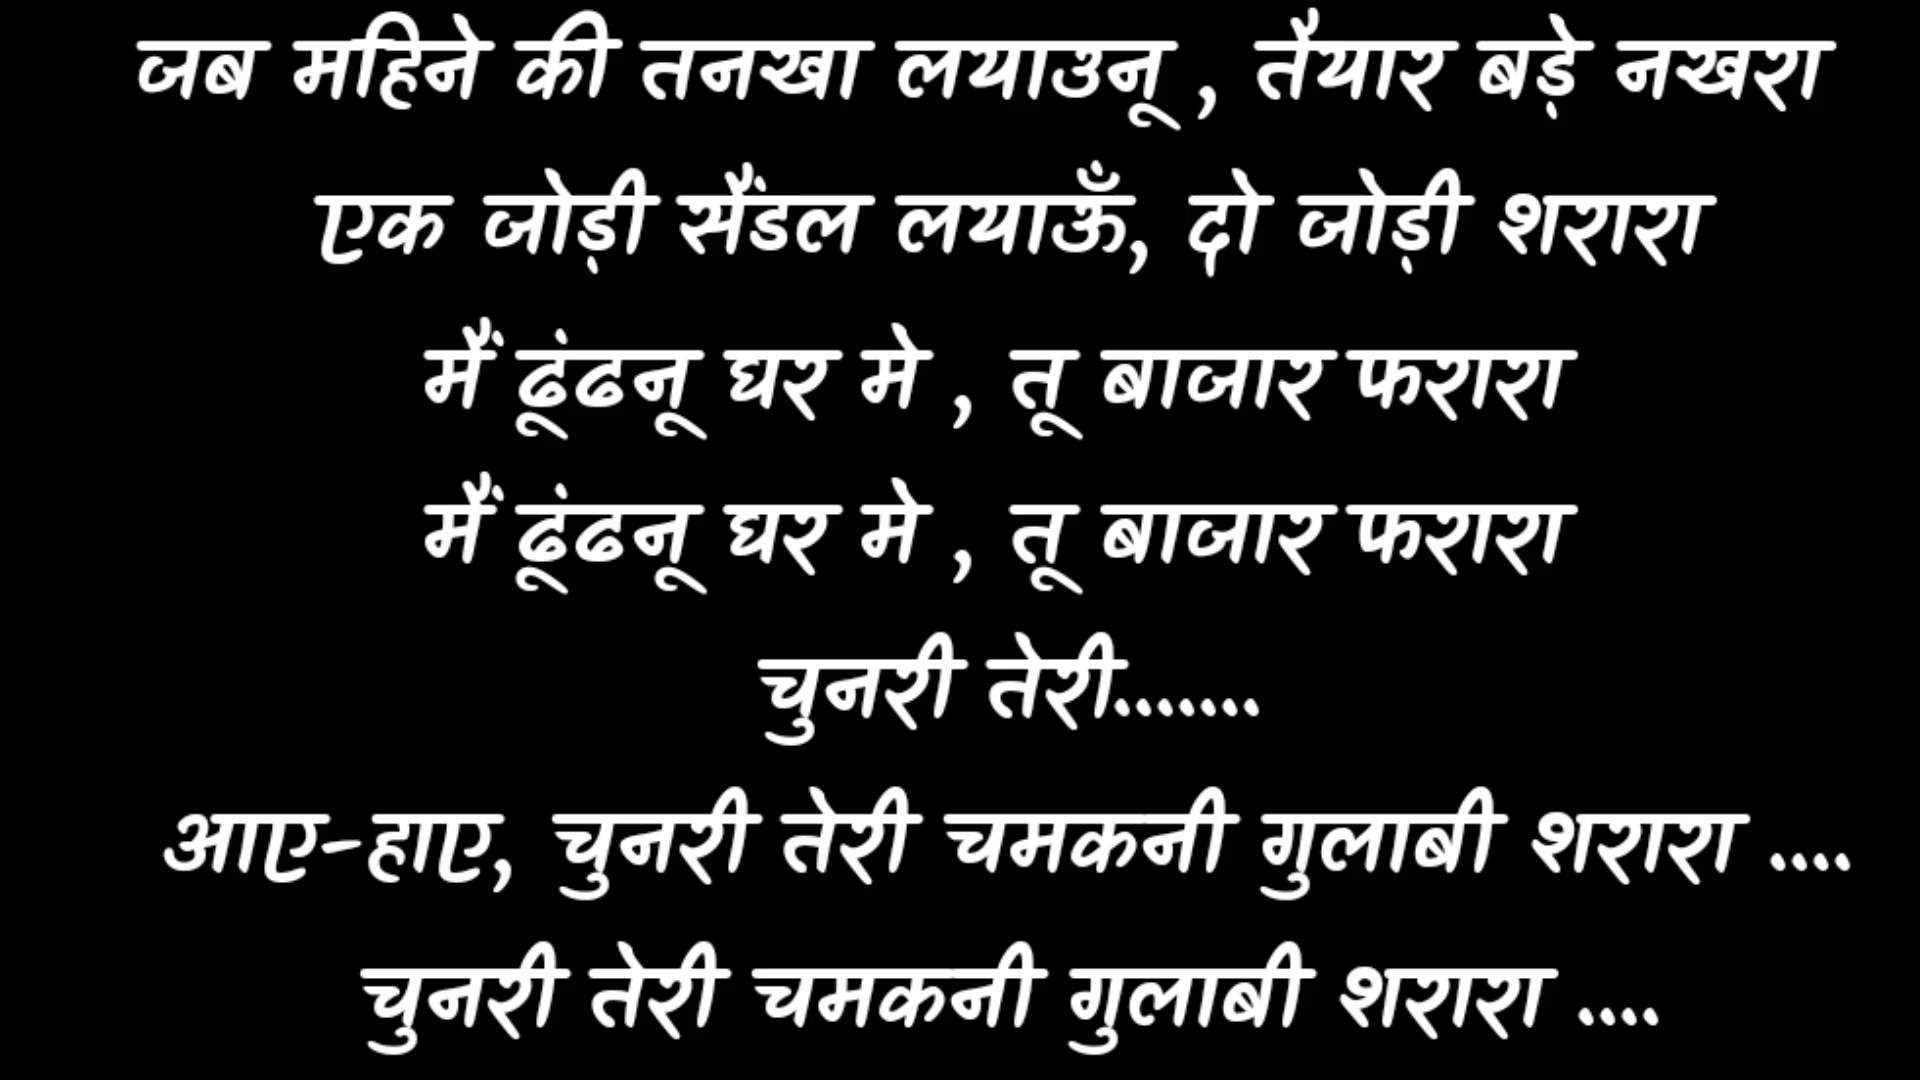 जब महिने की तनखा लयाउनू , तैयार बड़े नखरा
एक जोड़ी सैंडल लयाऊँ, दो जोड़ी शरारा
मैं ढूंढनू घर मे , तू बाजार फरारा
मैं ढूंढनू घर मे , तू बाजार फरारा
चुनरी तेरी.......
आए-हाए, चुनरी तेरी चमकनी गुलाबी शरारा ....
चुनरी तेरी चमकनी गुलाबी शरारा ....